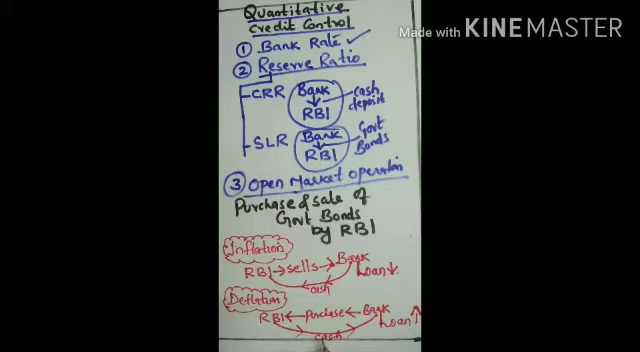 Quantitative
Credit Control
Made with KINEMASTER
① Bank Rate ✓
② Reserve Ratio
CRR Bank cash deposit
RBI
SLR Bank Govt Bonds
RBI
③ Open Market Operation
Purchase & sale of
Govt Bonds
by RBI
Inflation
RBI → sells → Bank
Loan ↓
cash
Deflation
RBI ← Purchase ← Bank
Loan ↑
cash